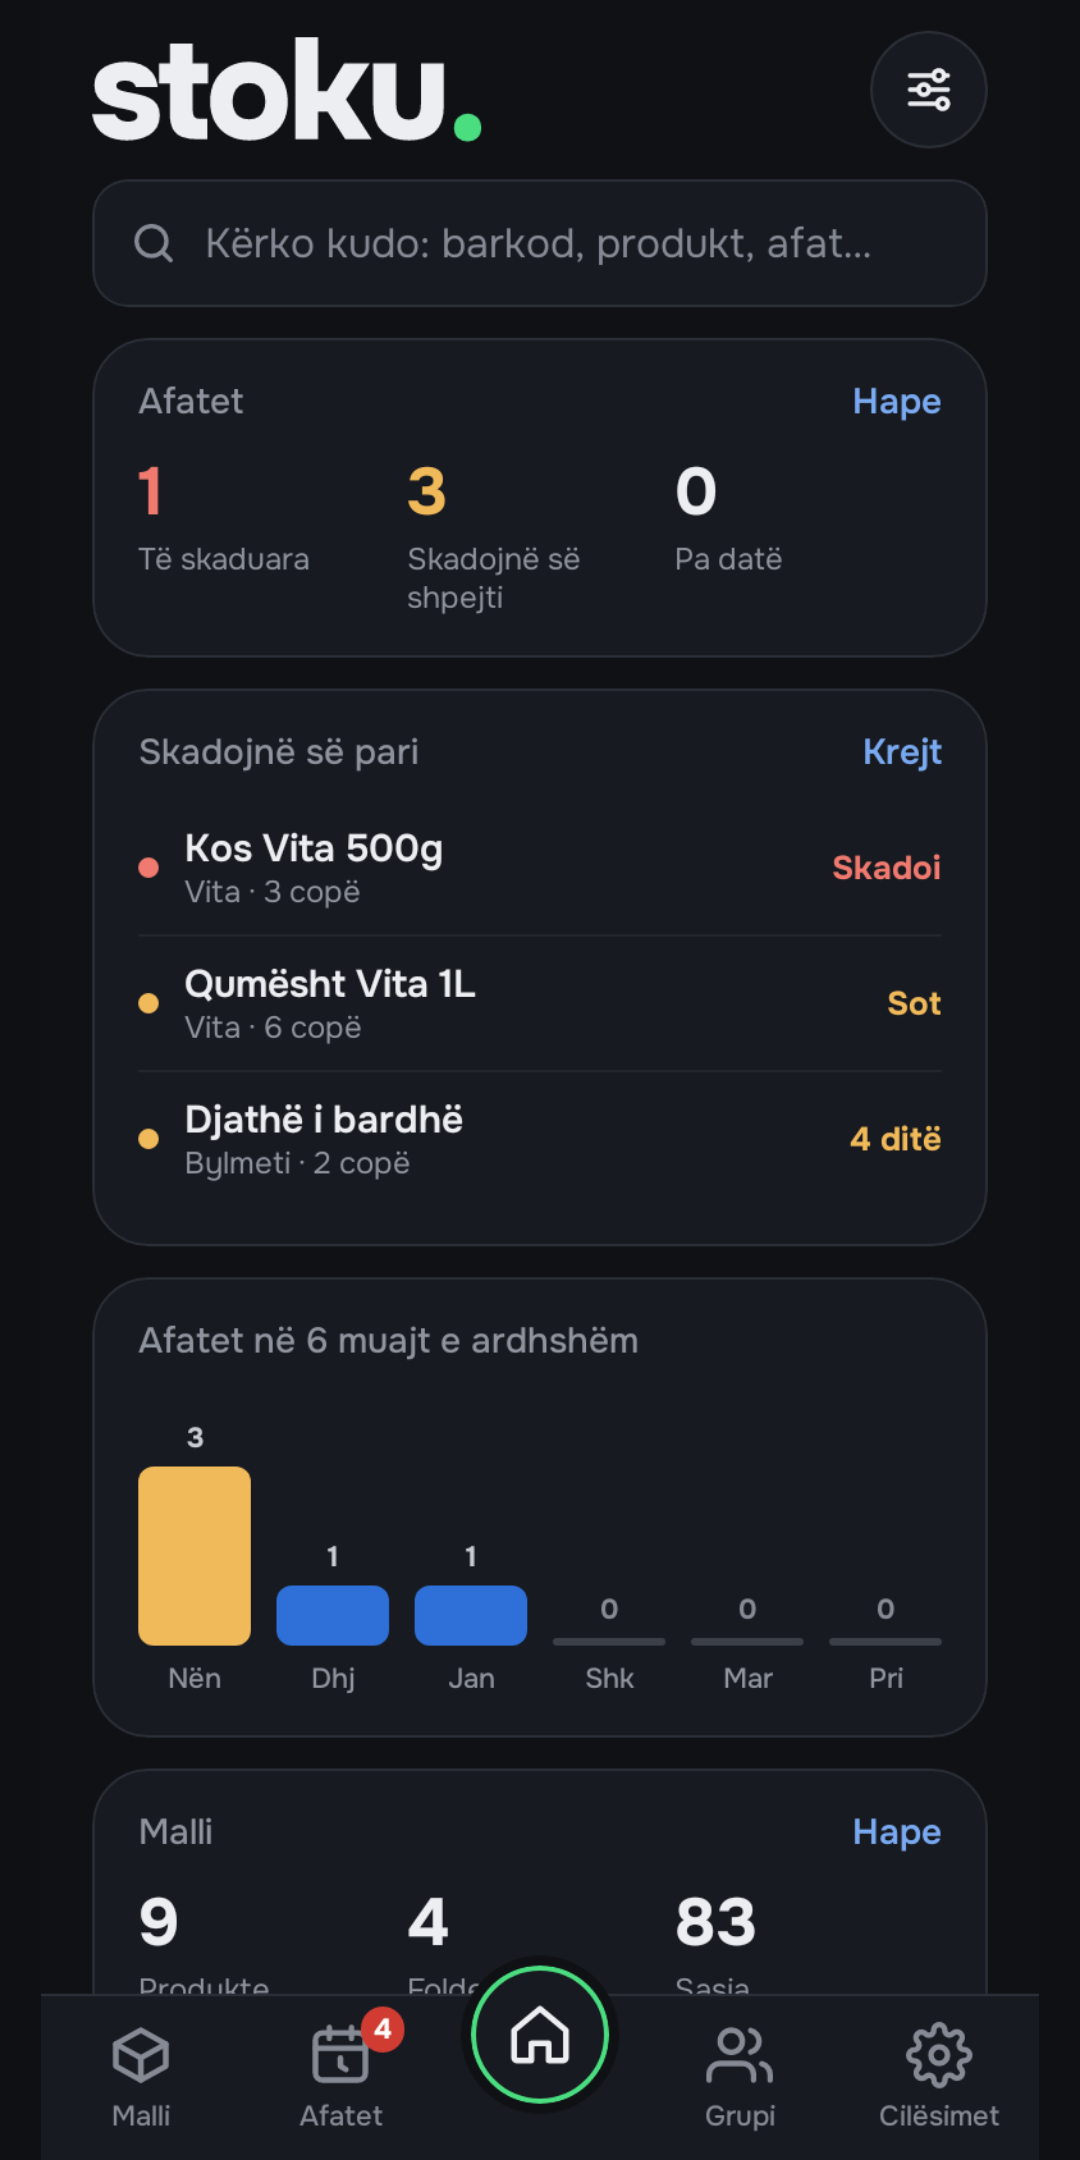 stoku.
Kërko kudo: barkod, produkt, afat...
Afatet
Hape
1
3
0
Të skaduara
Skadojnë së
shpejti
Pa datë
Skadojnë së pari
Krejt
Kos Vita 500g
Vita · 3 copë
Skadoi
Qumësht Vita 1L
Vita · 6 copë
Sot
Djathë i bardhë
Bylmeti · 2 copë
4 ditë
Afatet në 6 muajt e ardhshëm
3
1
1
0
0
0
Nën
Dhj
Jan
Shk
Mar
Pri
Malli
Hape
9
4
83
Produkte
Sasia
4
Malli
Afatet
Grupi
Cilësimet